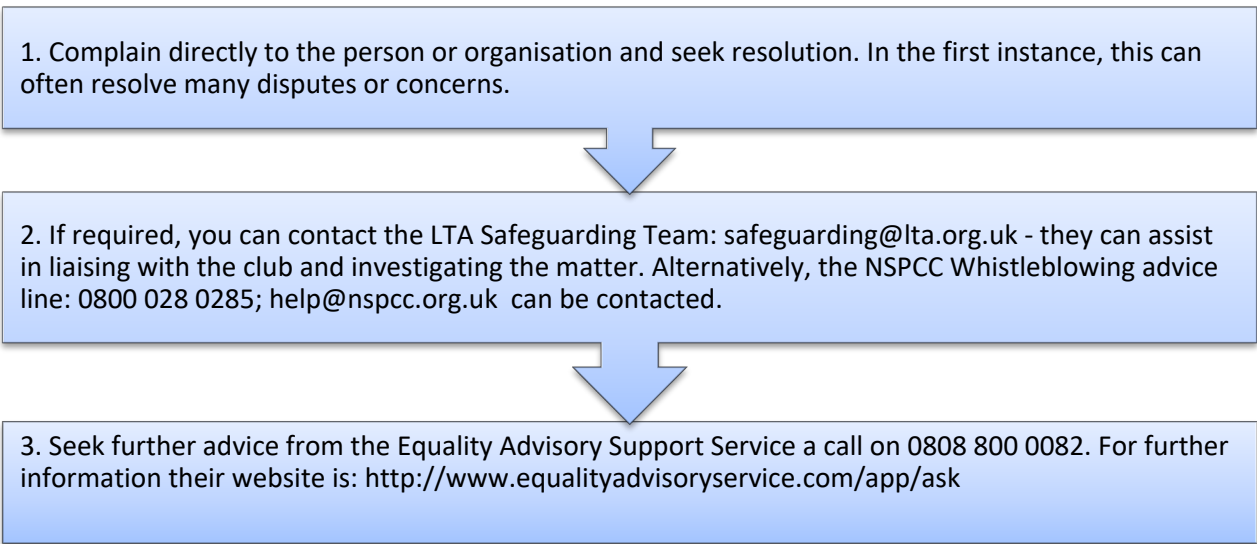 1. Complain directly to the person or organisation and seek resolution. In the first instance, this can
often resolve many disputes or concerns.
2. If required, you can contact the LTA Safeguarding Team: safeguarding@lta.org.uk - they can assist
in liaising with the club and investigating the matter. Alternatively, the NSPCC Whistleblowing advice
line: 0800 028 0285; help@nspcc.org.uk  can be contacted.
3. Seek further advice from the Equality Advisory Support Service a call on 0808 800 0082. For further
information their website is: http://www.equalityadvisoryservice.com/app/ask